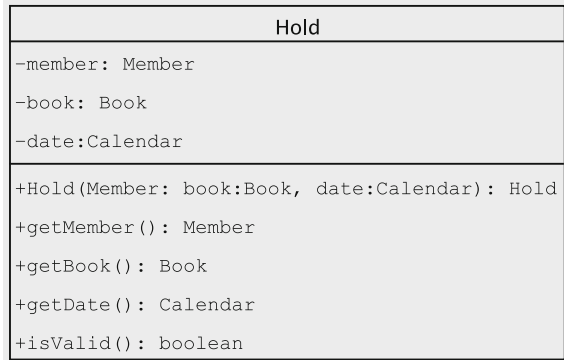 Hold
-member: Member
-book: Book
-date:Calendar
+Hold(Member: book:Book, date:Calendar): Hold
+getMember(): Member
+getBook(): Book
+getDate(): Calendar
+isValid(): boolean